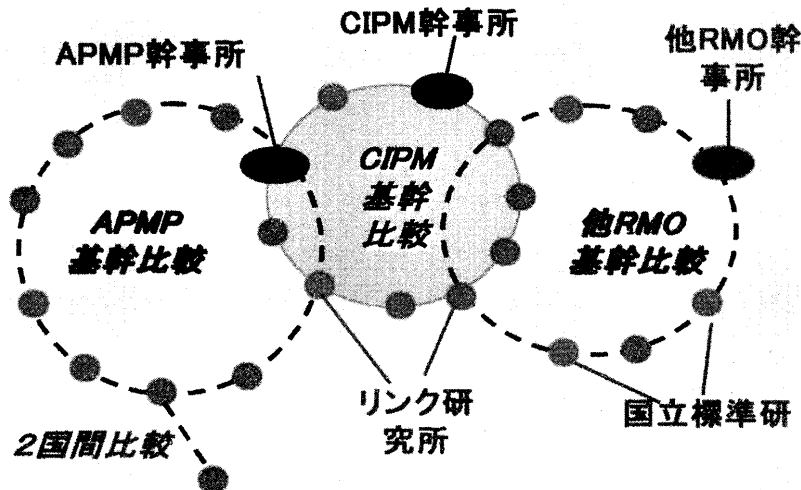 CIPM幹事所
APMP幹事所
他RMO幹
事所
CIPM
基幹
比較
APMP
基幹比較
他RMO
基幹比較
リンク研
究所
国立標準研
2国間比較